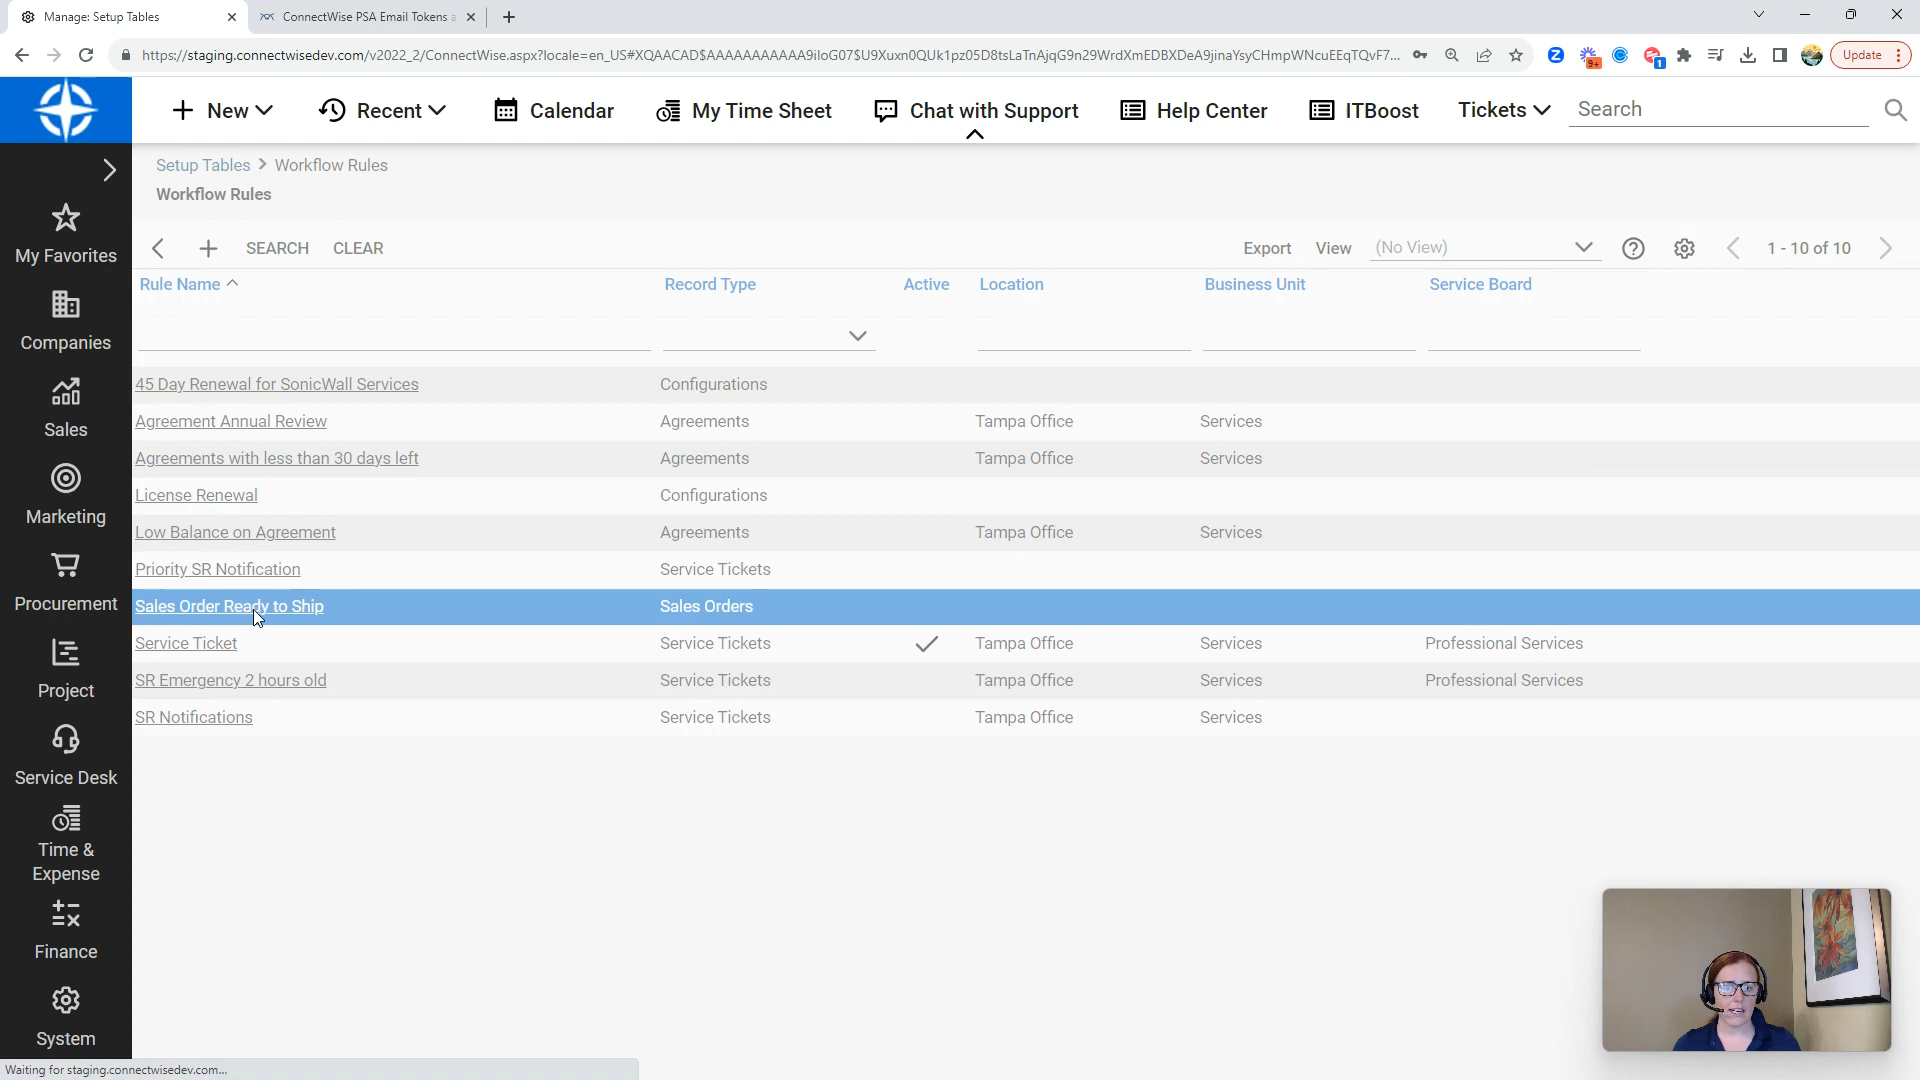 Manage: Setup Tables
ConnectWise PSA Email Tokens a
https://staging.connectwisedev.com/v2022_2/ConnectWise.aspx?locale=en_US#XQAACAD$AAAAAAAAAAA9iloG07$U9Xuxn0QUk1pz05D8tsLaTnAjqG9n29WrdXmEDBXDeA9jinaYsyCHmpWNcuEEqTQvF7...
9+
1
Update
New
Recent
Calendar
My Time Sheet
Chat with Support
Help Center
ITBoost
Tickets
Search
Setup Tables > Workflow Rules
Workflow Rules
SEARCH CLEAR
Export View (No View) 1 - 10 of 10
Rule Name Record Type Active Location Business Unit Service Board
45 Day Renewal for SonicWall Services Configurations
Agreement Annual Review Agreements Tampa Office Services
Agreements with less than 30 days left Agreements Tampa Office Services
License Renewal Configurations
Low Balance on Agreement Agreements Tampa Office Services
Priority SR Notification Service Tickets
Sales Order Ready to Ship Sales Orders
Service Ticket Service Tickets Tampa Office Services Professional Services
SR Emergency 2 hours old Service Tickets Tampa Office Services Professional Services
SR Notifications Service Tickets Tampa Office Services
My Favorites
Companies
Sales
Marketing
Procurement
Project
Service Desk
Time &
Expense
Finance
System
Waiting for staging.connectwisedev.com...